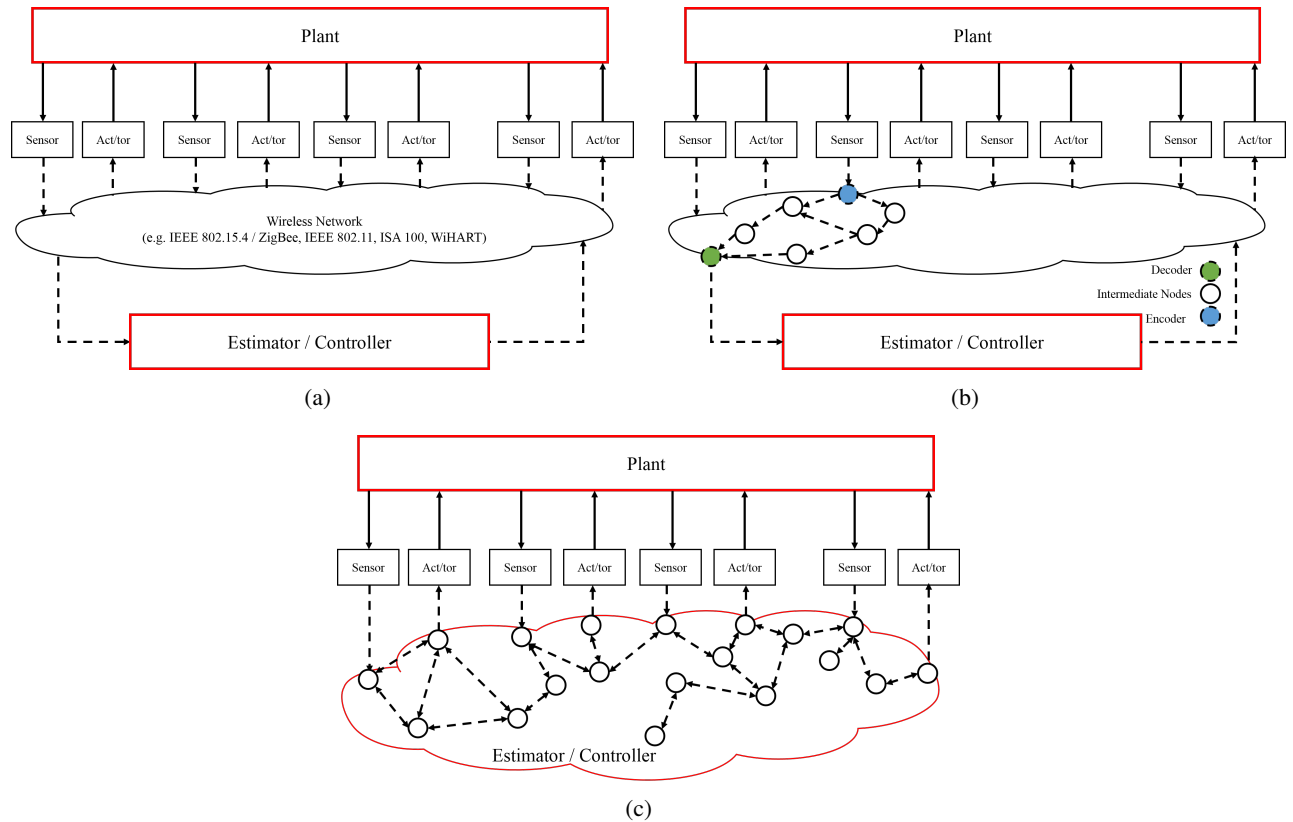 Plant
Sensor Act/tor Sensor Act/tor Sensor Act/tor Sensor Act/tor
Wireless Network
(e.g. IEEE 802.15.4 / ZigBee, IEEE 802.11, ISA 100, WiHART)
Estimator / Controller
(a)
Plant
Sensor Act/tor Sensor Act/tor Sensor Act/tor Sensor Act/tor
Decoder
Intermediate Nodes
Encoder
Estimator / Controller
(b)
Plant
Sensor Act/tor Sensor Act/tor Sensor Act/tor Sensor Act/tor
Estimator / Controller
(c)